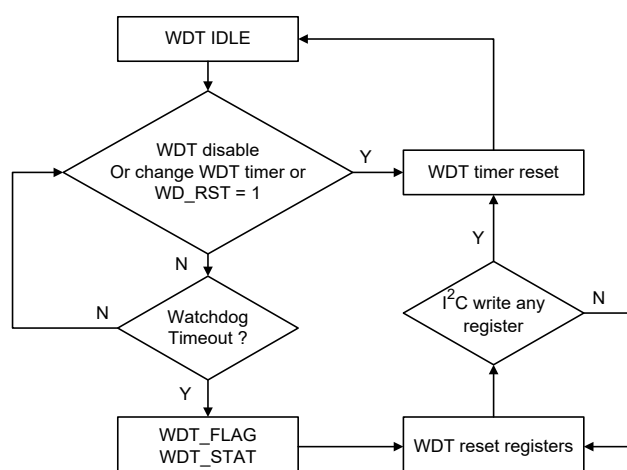 WDT IDLE
WDT disable
Or change WDT timer or
WD_RST = 1
Y
WDT timer reset
N
Y
Watchdog
Timeout ?
N
I²C write any
register
N
Y
WDT_FLAG
WDT_STAT
WDT reset registers